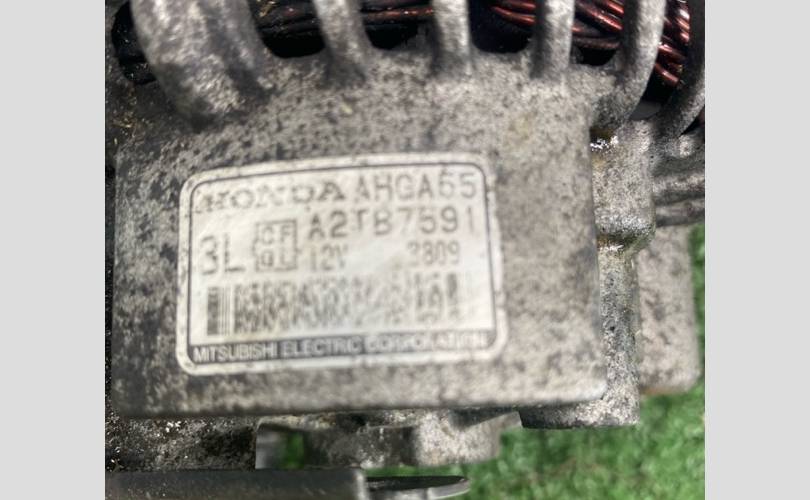 HONDA AHGA65
A2TB7591
3L
12V 3809
MITSUBISHI ELECTRIC CORPORATION